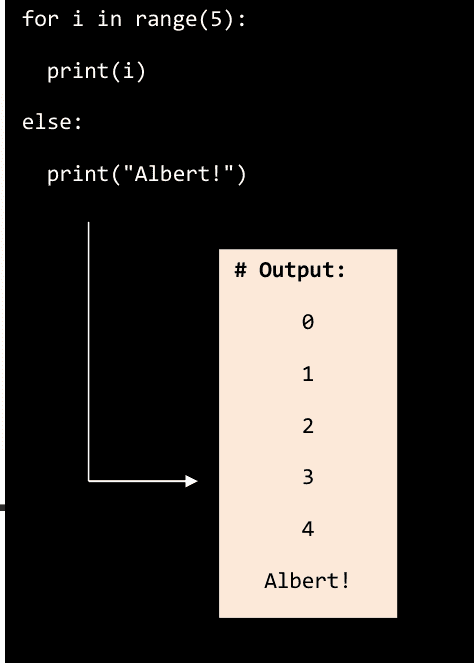 for i in range(5):
  print(i)
else:
  print("Albert!")
# Output:
0
1
2
3
4
Albert!